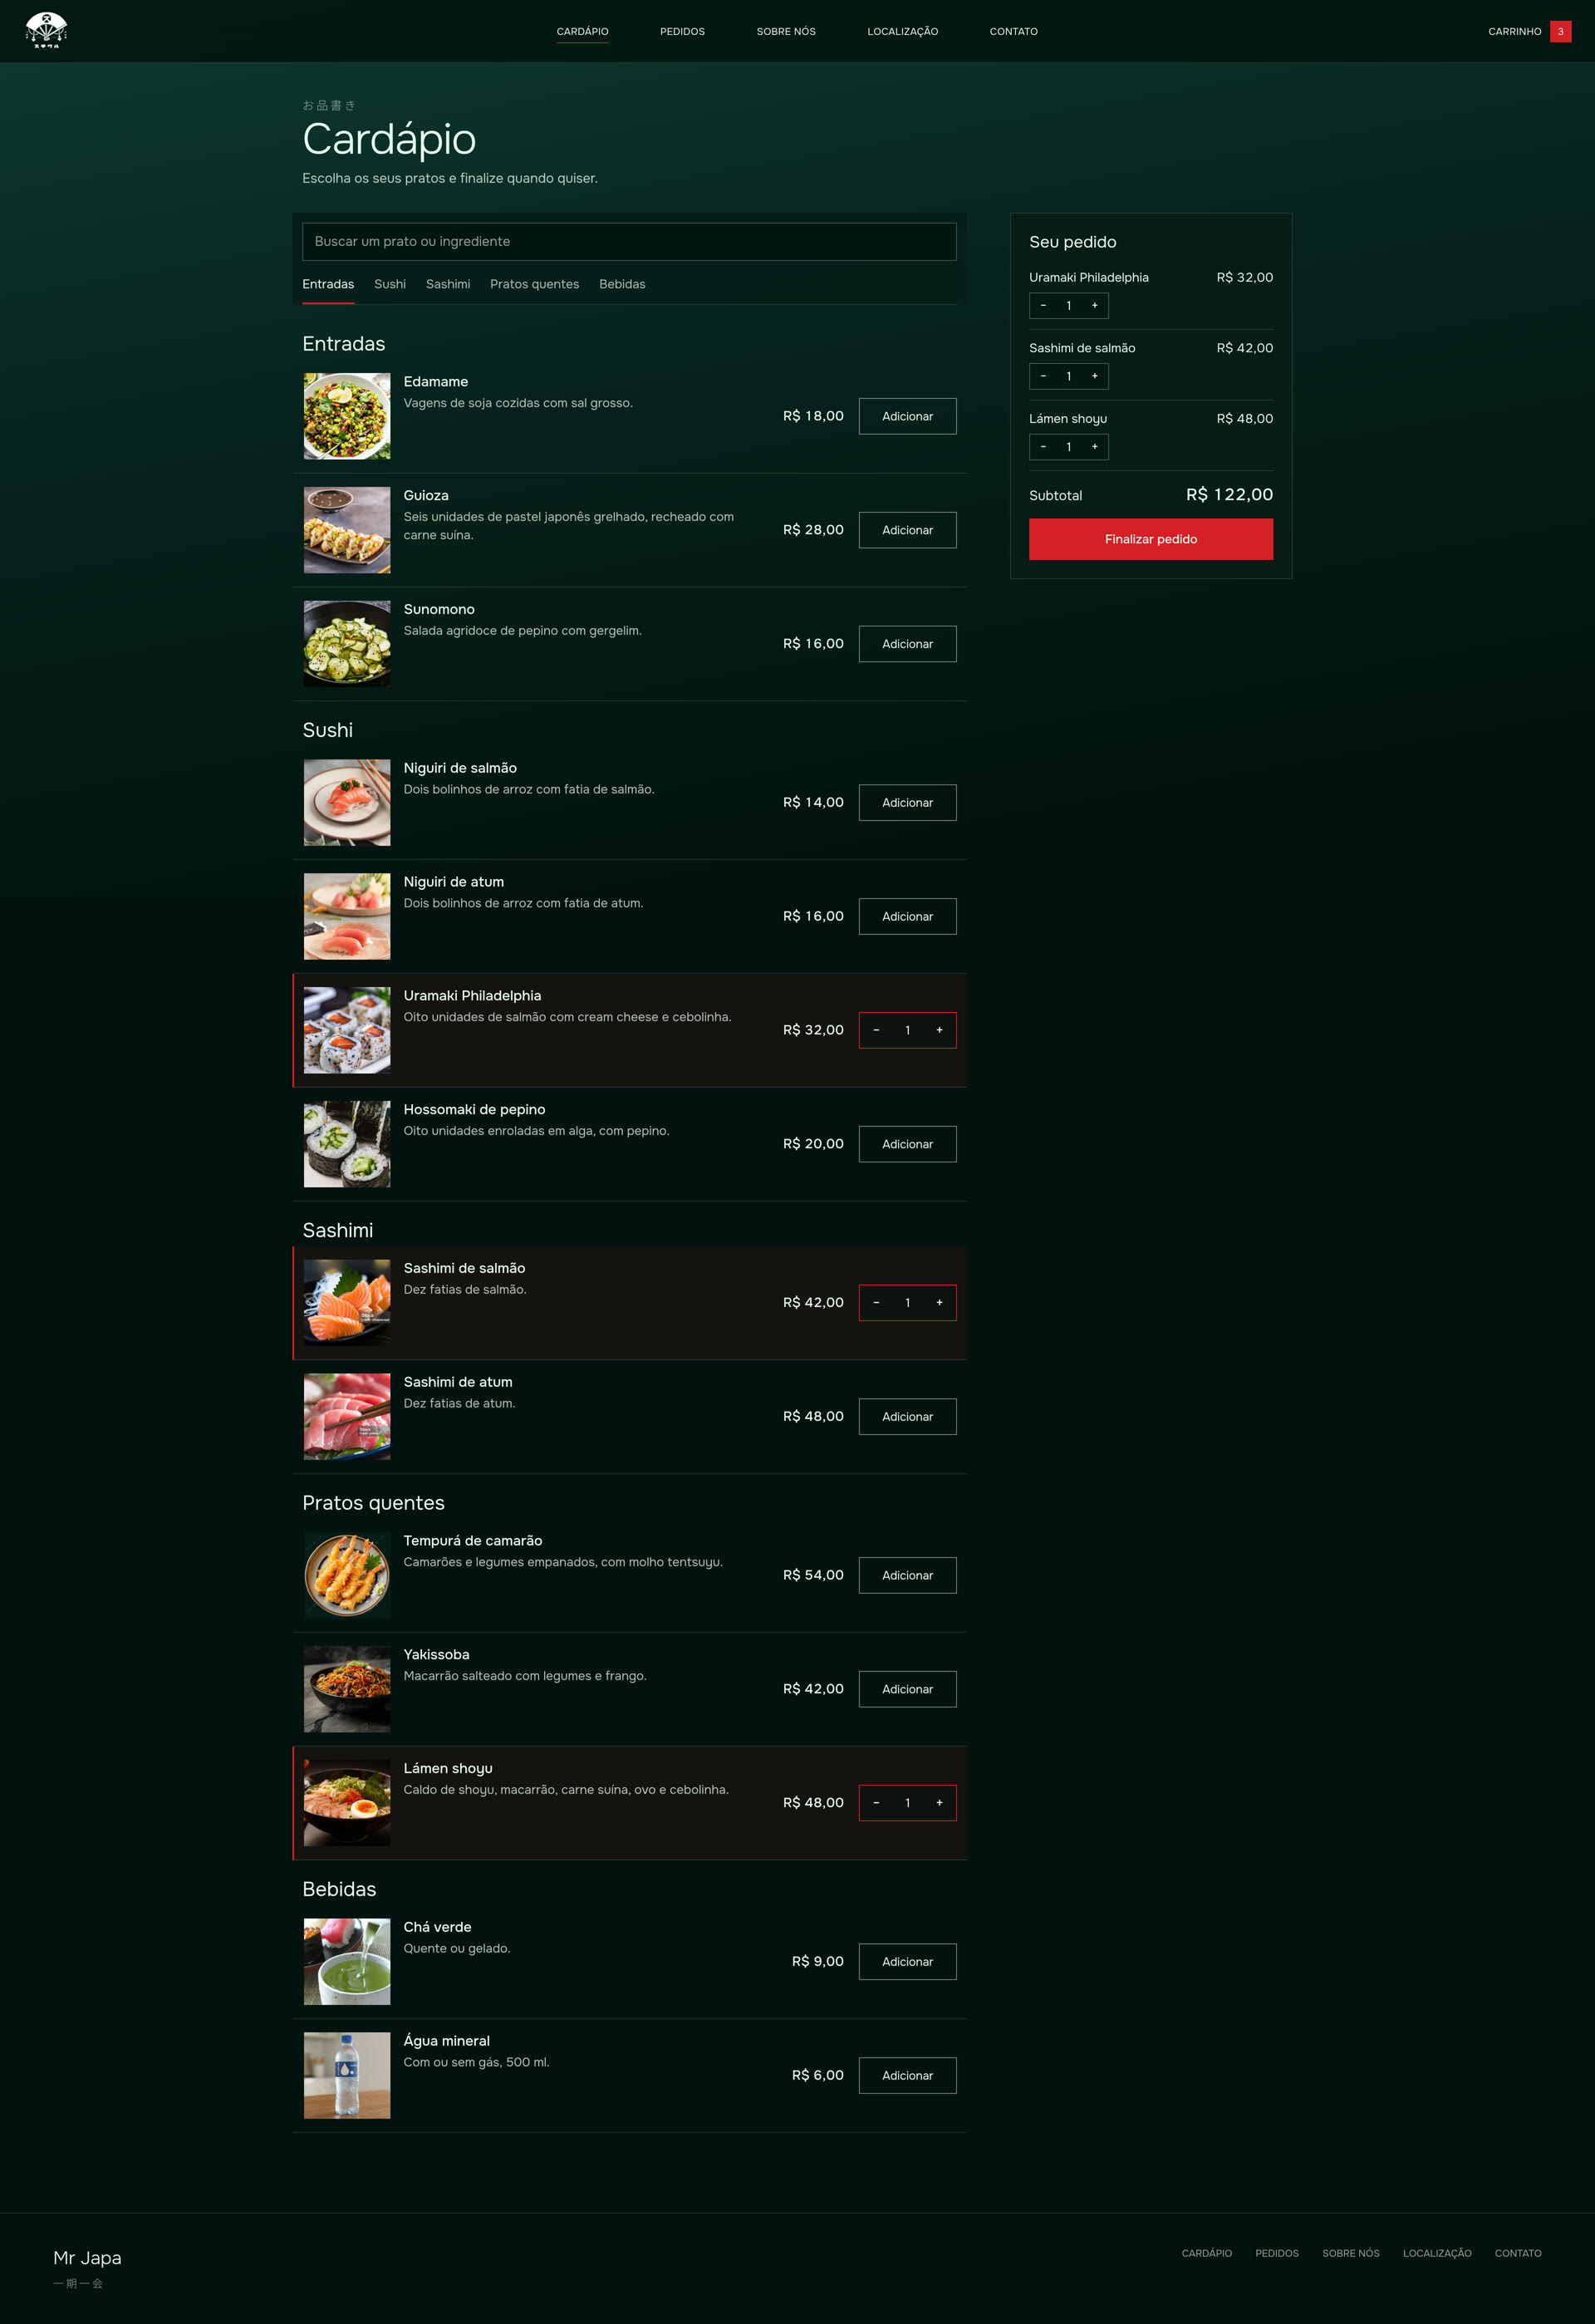 CARDÁPIO
PEDIDOS
SOBRE NÓS
LOCALIZAÇÃO
CONTATO
CARRINHO 3
お品書き
Cardápio
Escolha os seus pratos e finalize quando quiser.
Buscar um prato ou ingrediente
Entradas Sushi Sashimi Pratos quentes Bebidas
Entradas
Edamame
Vagens de soja cozidas com sal grosso.
R$ 18,00 Adicionar
Guioza
Seis unidades de pastel japonês grelhado, recheado com
carne suína.
R$ 28,00 Adicionar
Sunomono
Salada agridoce de pepino com gergelim.
R$ 16,00 Adicionar
Sushi
Niguiri de salmão
Dois bolinhos de arroz com fatia de salmão.
R$ 14,00 Adicionar
Niguiri de atum
Dois bolinhos de arroz com fatia de atum.
R$ 16,00 Adicionar
Uramaki Philadelphia
Oito unidades de salmão com cream cheese e cebolinha.
R$ 32,00 − 1 +
Hossomaki de pepino
Oito unidades enroladas em alga, com pepino.
R$ 20,00 Adicionar
Sashimi
Sashimi de salmão
Dez fatias de salmão.
R$ 42,00 − 1 +
Sashimi de atum
Dez fatias de atum.
R$ 48,00 Adicionar
Pratos quentes
Tempurá de camarão
Camarões e legumes empanados, com molho tentsuyu.
R$ 54,00 Adicionar
Yakissoba
Macarrão salteado com legumes e frango.
R$ 42,00 Adicionar
Lámen shoyu
Caldo de shoyu, macarrão, carne suína, ovo e cebolinha.
R$ 48,00 − 1 +
Bebidas
Chá verde
Quente ou gelado.
R$ 9,00 Adicionar
Água mineral
Com ou sem gás, 500 ml.
R$ 6,00 Adicionar
Seu pedido
Uramaki Philadelphia R$ 32,00
− 1 +
Sashimi de salmão R$ 42,00
− 1 +
Lámen shoyu R$ 48,00
− 1 +
Subtotal R$ 122,00
Finalizar pedido
Mr Japa
一期一会
CARDÁPIO PEDIDOS SOBRE NÓS LOCALIZAÇÃO CONTATO